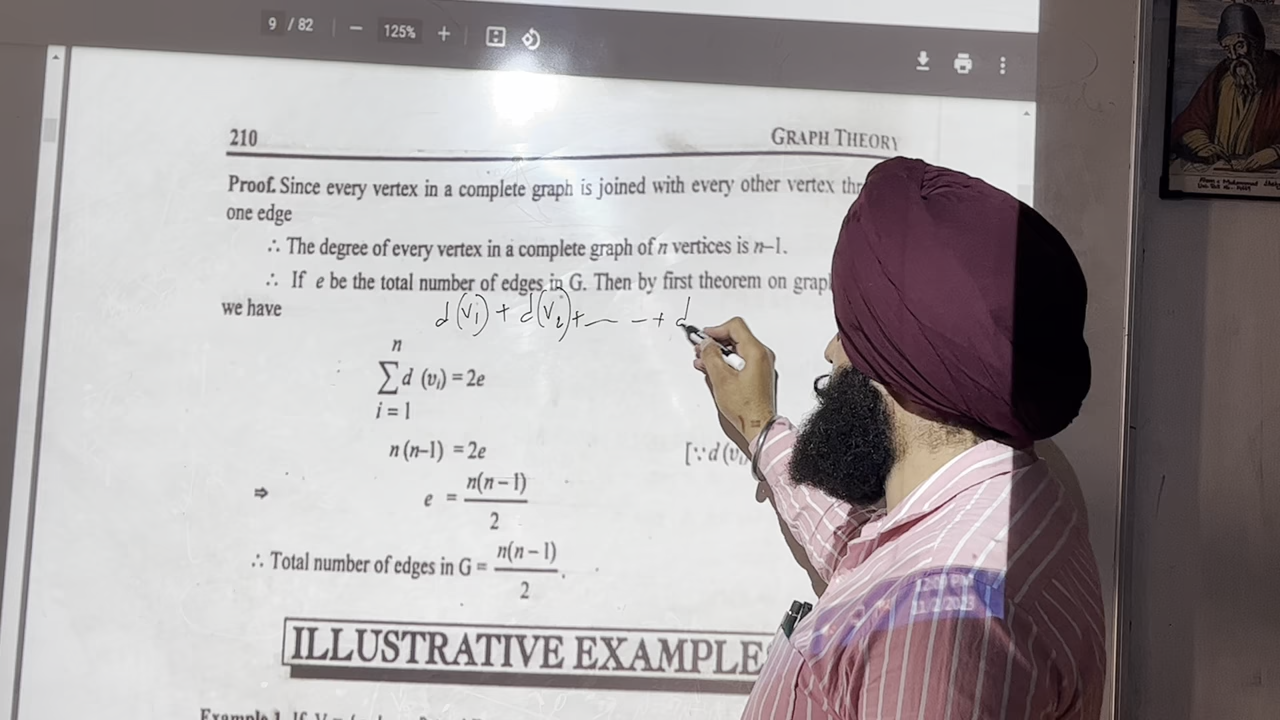 9 / 82 − 125% +
210 GRAPH THEORY
Proof. Since every vertex in a complete graph is joined with every other vertex
one edge
∴ The degree of every vertex in a complete graph of n vertices is n–1.
∴ If e be the total number of edges in G. Then by first theorem on
we have
d(v₁) + d(v₂) + – – – + d
n
∑ d (vᵢ) = 2e
i = 1
n (n–1) = 2e [∵ d (vᵢ
⇒ e = n(n – 1) / 2
∴ Total number of edges in G = n(n – 1) / 2 .
ILLUSTRATIVE EXAMPLE
Example 1. If